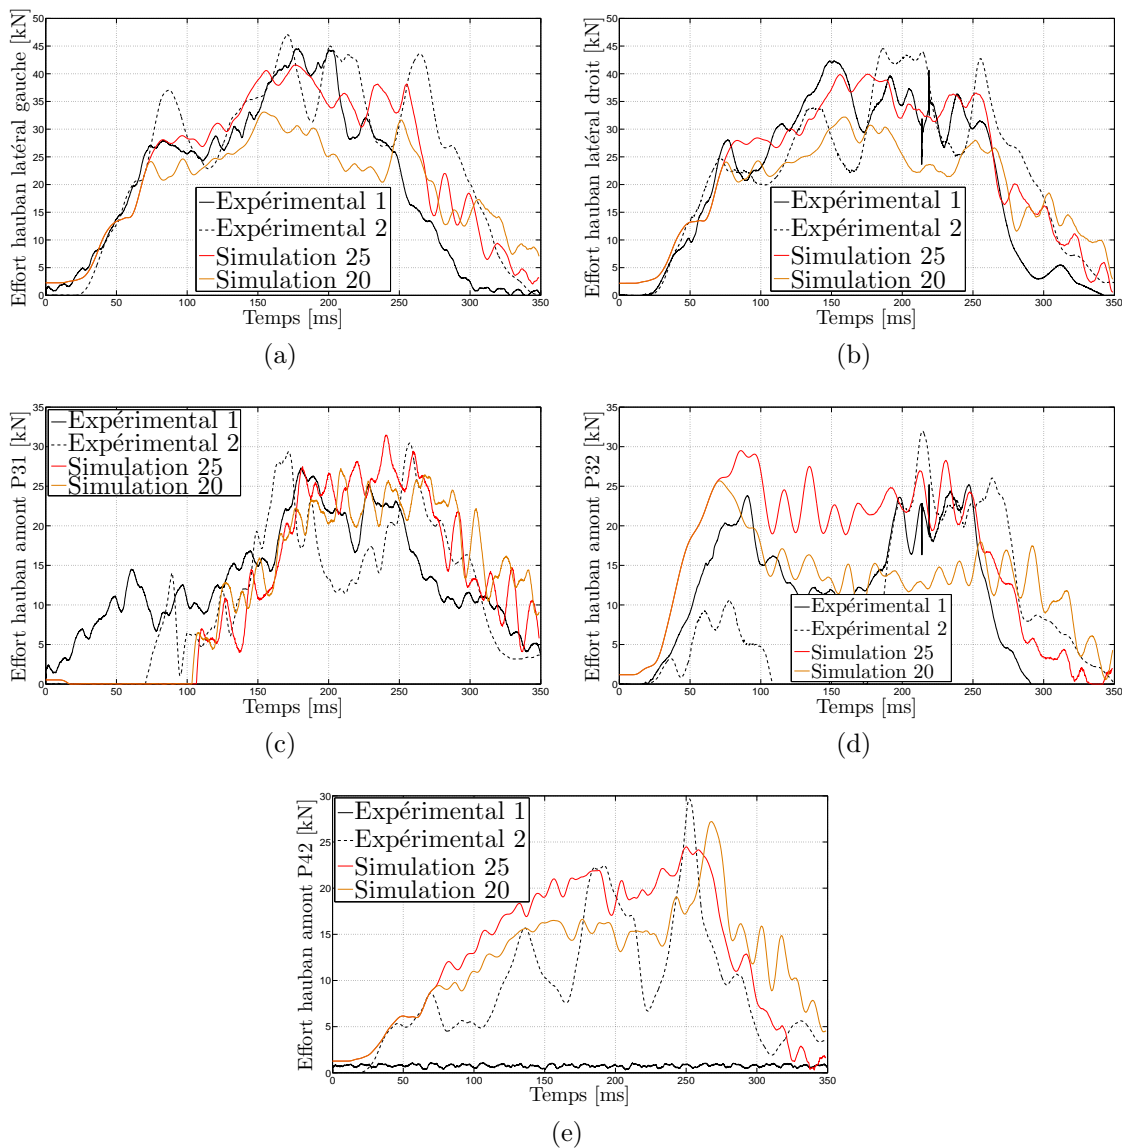 Effort hauban latéral gauche [kN]
50
45
40
35
30
25
20
15
10
5
0
Expérimental 1
Expérimental 2
Simulation 25
Simulation 20
0 50 100 150 200 250 300 350
Temps [ms]
(a)
Effort hauban latéral droit [kN]
50
45
40
35
30
25
20
15
10
5
0
Expérimental 1
Expérimental 2
Simulation 25
Simulation 20
0 50 100 150 200 250 300 350
Temps [ms]
(b)
Effort hauban amont P31 [kN]
35
30
25
20
15
10
5
0
Expérimental 1
Expérimental 2
Simulation 25
Simulation 20
0 50 100 150 200 250 300 350
Temps [ms]
(c)
Effort hauban amont P32 [kN]
35
30
25
20
15
10
5
0
Expérimental 1
Expérimental 2
Simulation 25
Simulation 20
0 50 100 150 200 250 300 350
Temps [ms]
(d)
Effort hauban amont P42 [kN]
30
25
20
15
10
5
0
Expérimental 1
Expérimental 2
Simulation 25
Simulation 20
0 50 100 150 200 250 300 350
Temps [ms]
(e)